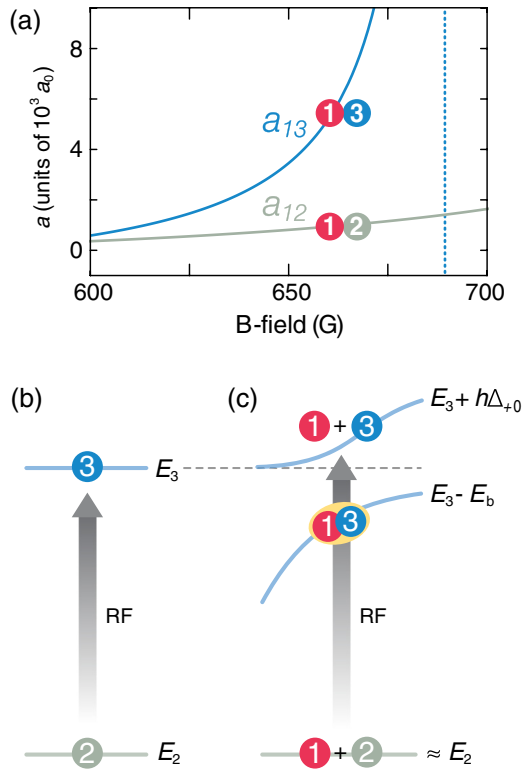 (a)
a (units of 10³ a₀)
8
4
0
a₁₃
1 3
a₁₂
1 2
600
650
700
B-field (G)
(b)
(c)
1 + 3
E₃ + hΔ₊₀
3
E₃
E₃ - E_b
1 3
RF
RF
2
E₂
1 + 2
≈ E₂